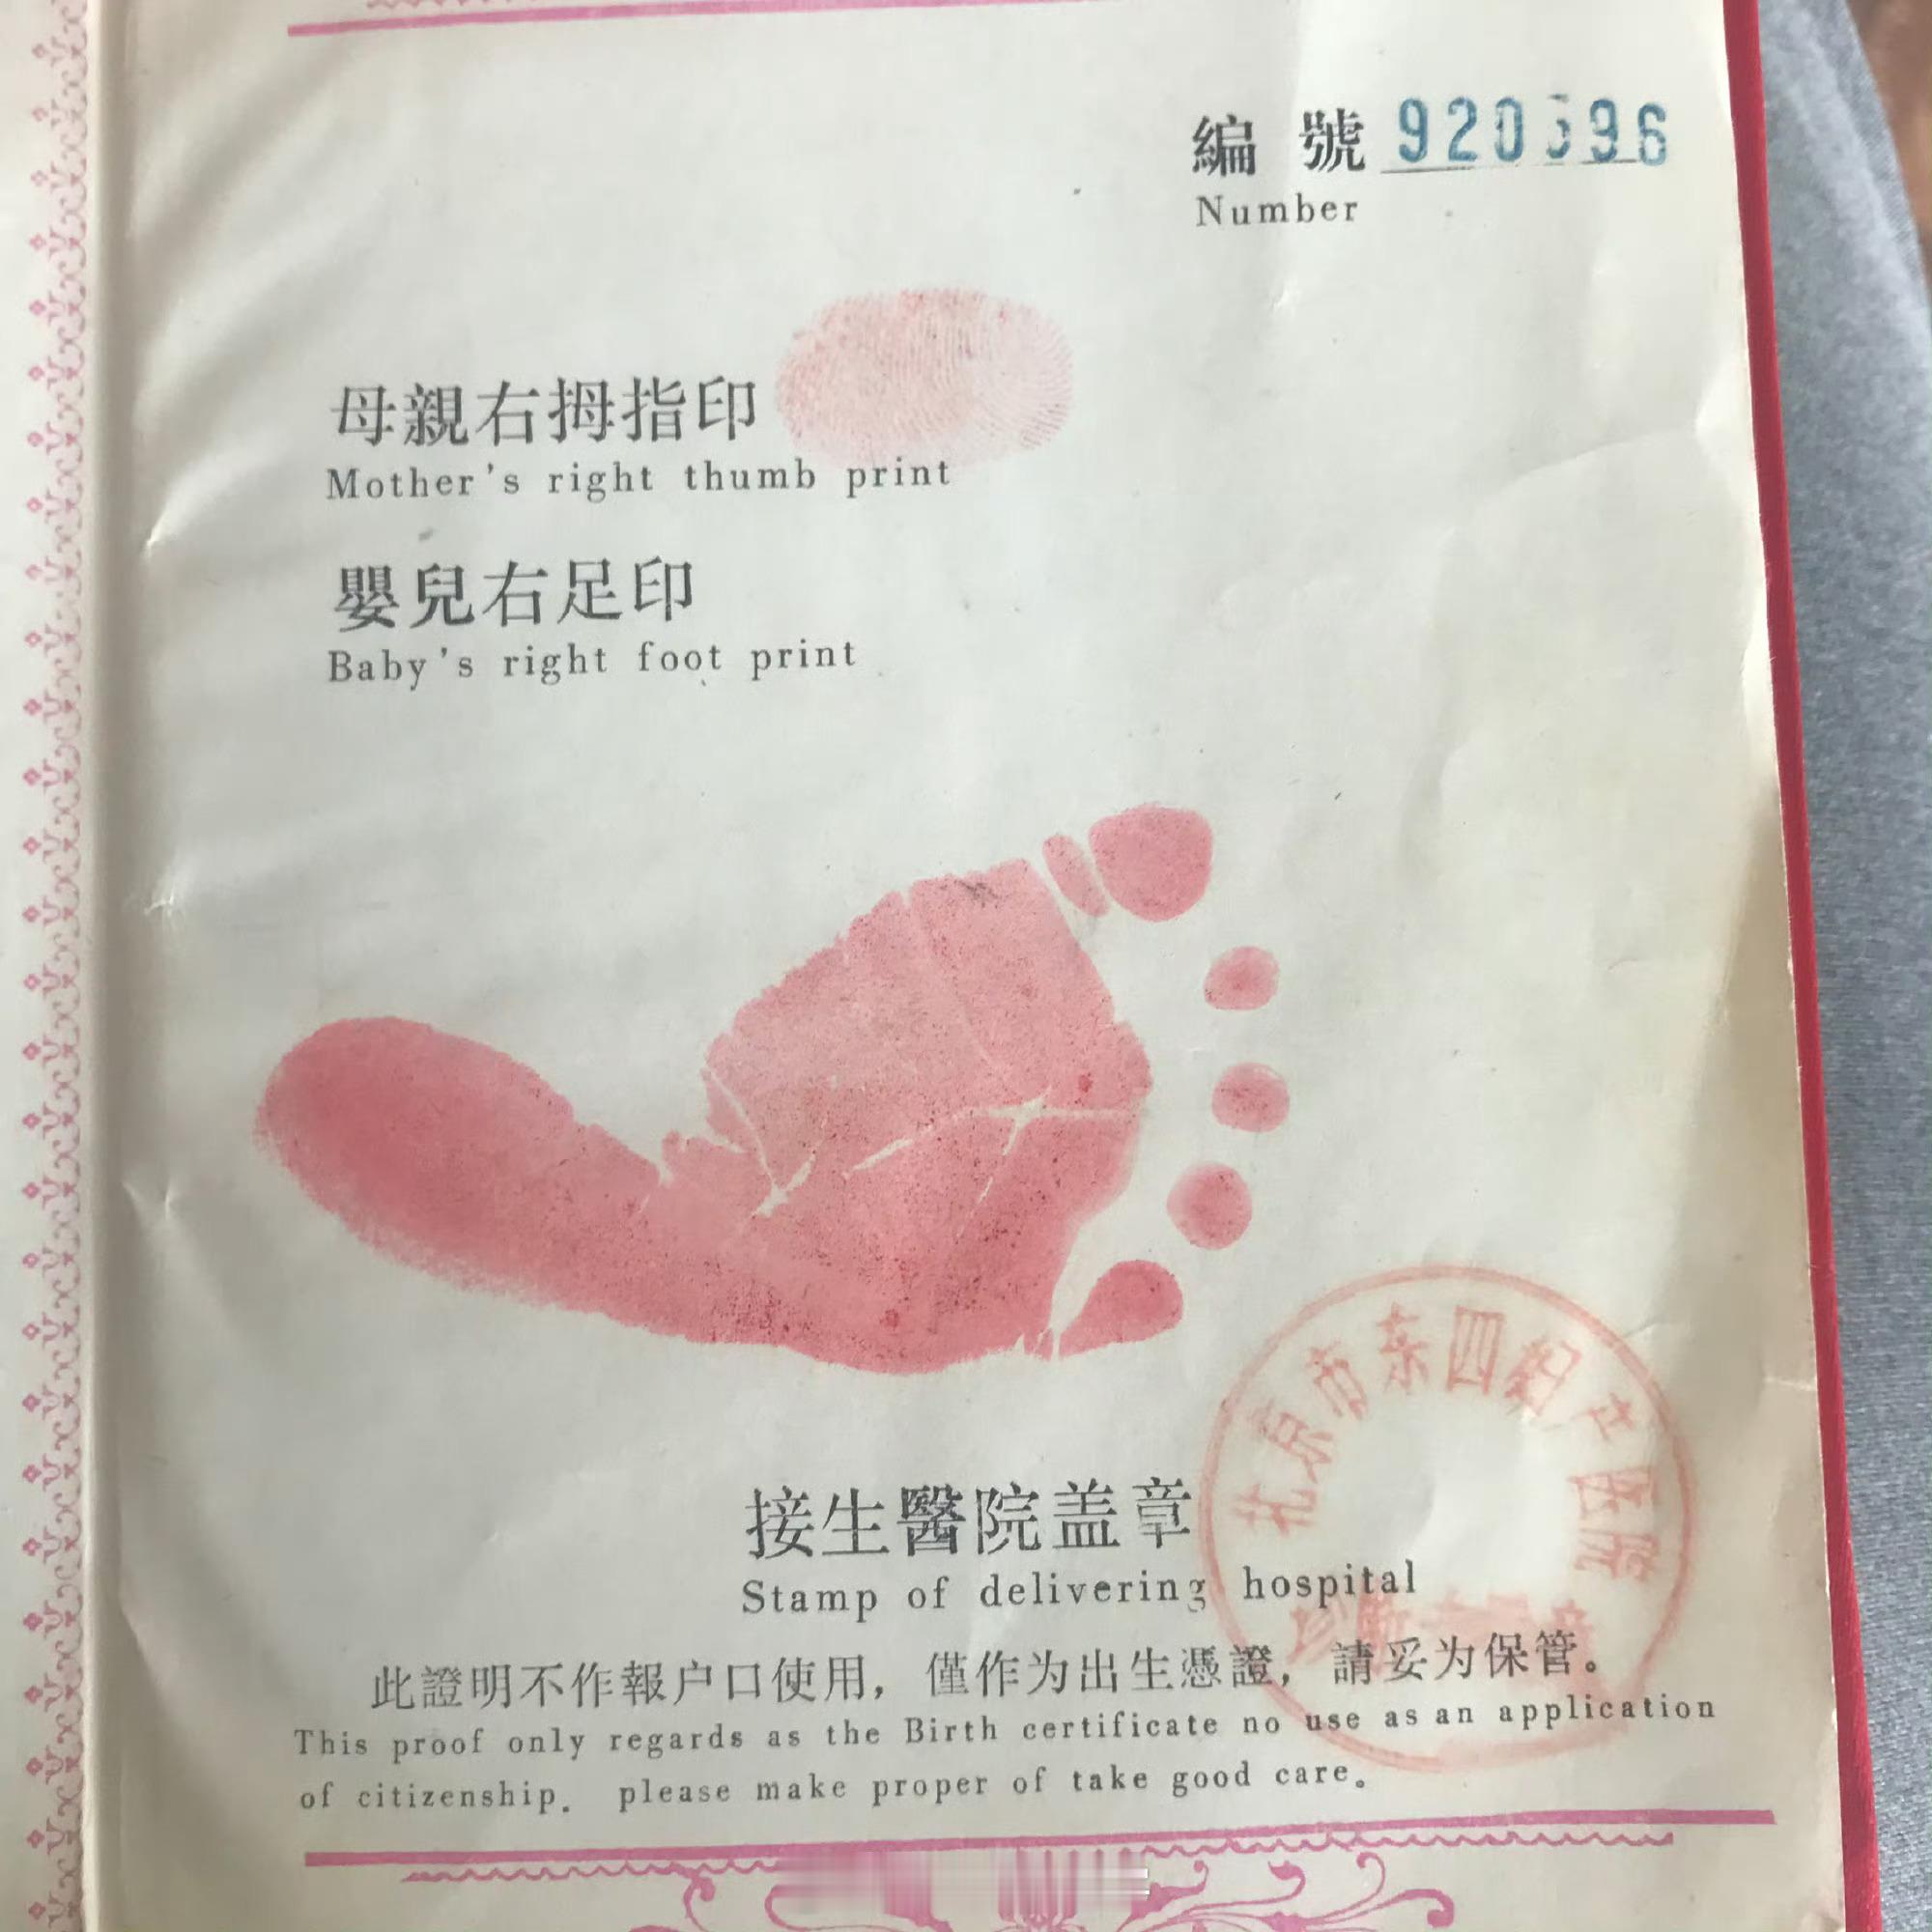 編號
Number
母親右拇指印
Mother's right thumb print
嬰兒右足印
Baby's right foot print
北京市东四妇产医院
接生醫院盖章
Stamp of delivering hospital
此證明不作報户口使用，僅作为出生憑證，請妥为保管。
This proof only regards as the Birth certificate no use as an application
of citizenship. please make proper of take good care。